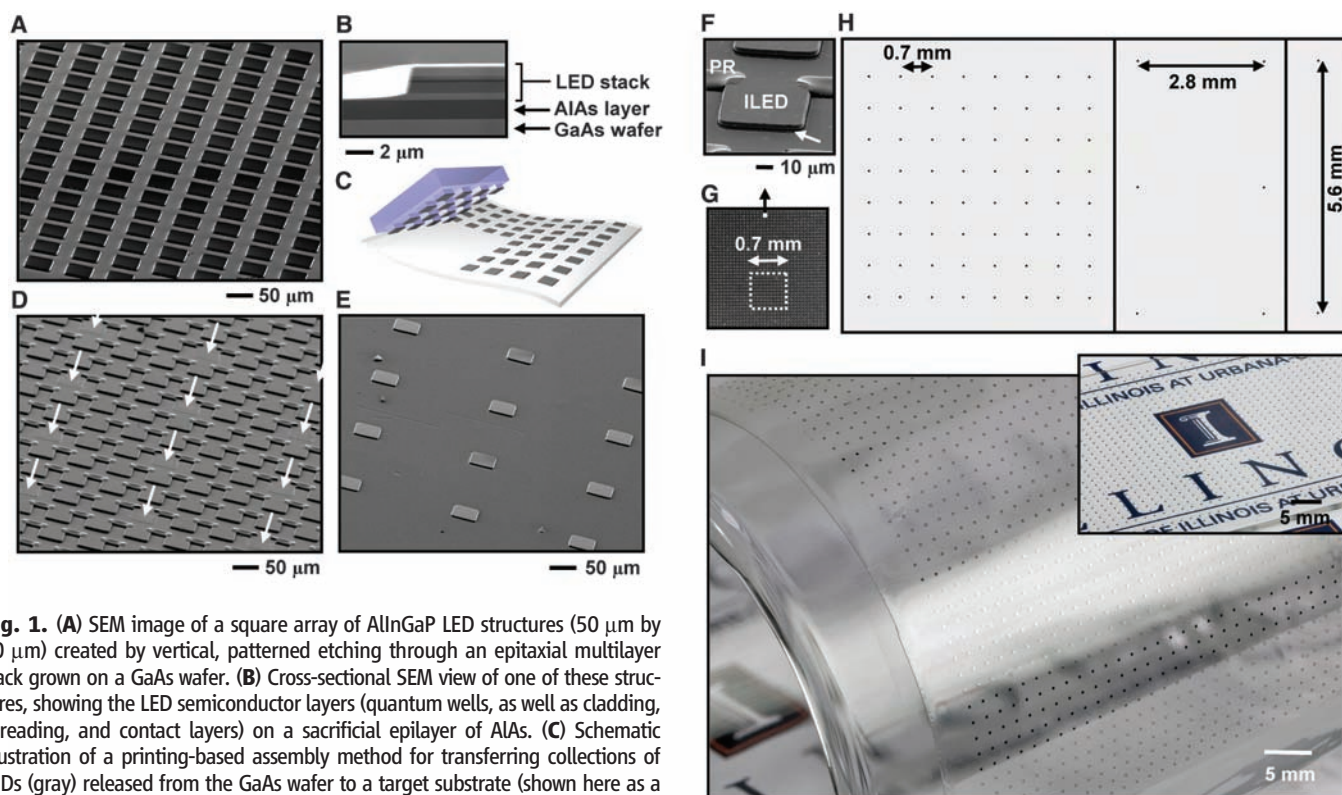 A
B
LED stack
AlAs layer
GaAs wafer
2 μm
C
50 μm
D
E
50 μm
50 μm
F
PR
ILED
10 μm
G
0.7 mm
H
0.7 mm
2.8 mm
5.6 mm
I
ILLINOIS AT URBANA-
I
L I N
5 mm
5 mm
g. 1. (A) SEM image of a square array of AlInGaP LED structures (50 μm by
0 μm) created by vertical, patterned etching through an epitaxial multilayer
ack grown on a GaAs wafer. (B) Cross-sectional SEM view of one of these struc-
res, showing the LED semiconductor layers (quantum wells, as well as cladding,
reading, and contact layers) on a sacrificial epilayer of AlAs. (C) Schematic
ustration of a printing-based assembly method for transferring collections of
Ds (gray) released from the GaAs wafer to a target substrate (shown here as a